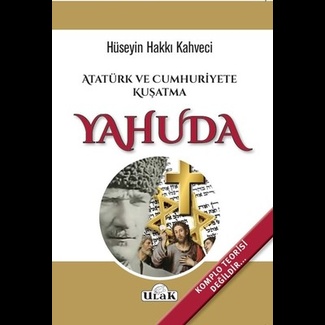 Hüseyin Hakkı Kahveci
ATATÜRK VE CUMHURİYETE
KUŞATMA
YAHUDA
KOMPLO TEORİSİ
DEĞİLDİR...
ULAK